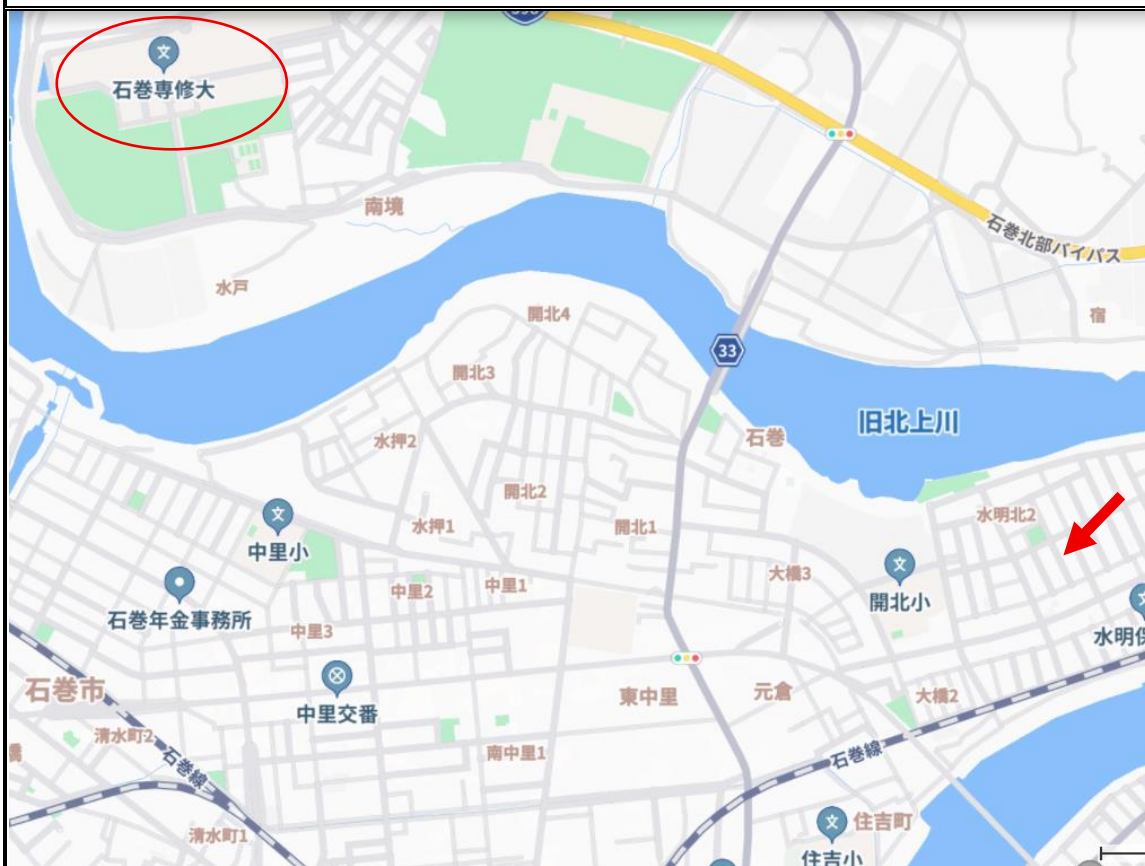 398
石巻専修大
南境
石巻北部バイパス
水戸
宿
開北4
33
開北3
旧北上川
石巻
水押2
開北2
水明北2
水押1
開北1
中里小
大橋3
中里2
中里1
開北小
石巻年金事務所
中里3
水明保
石巻市
東中里
元倉
大橋2
中里交番
清水町2
橋
南中里1
石巻線
石巻線
清水町1
住吉町
住吉小